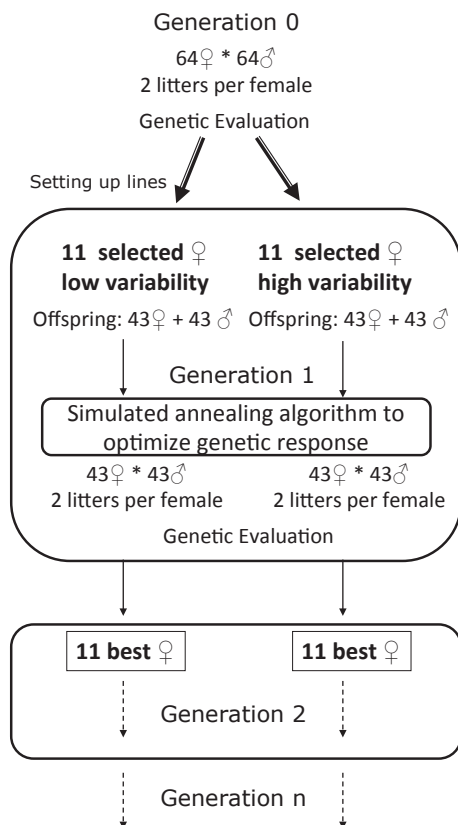 Generation 0
64♀ * 64♂
2 litters per female
Genetic Evaluation
Setting up lines
11 selected ♀
low variability
Offspring: 43♀ + 43 ♂
11 selected ♀
high variability
Offspring: 43♀ + 43 ♂
Generation 1
Simulated annealing algorithm to
optimize genetic response
43♀ * 43♂
2 litters per female
43♀ * 43♂
2 litters per female
Genetic Evaluation
11 best ♀
11 best ♀
Generation 2
Generation n